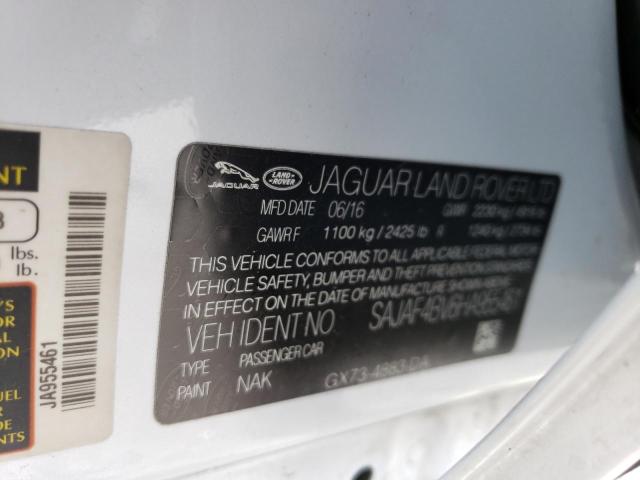 JAGUAR
LAND ROVER
JAGUAR LAND ROVER LTD
MFD DATE 06/16
GAWR F 1100 kg / 2425 lb R
THIS VEHICLE CONFORMS TO ALL APPLICABLE FEDERAL MOTOR
VEHICLE SAFETY, BUMPER AND THEFT PREVENTION STANDARDS
IN EFFECT ON THE DATE OF MANUFACTURE SHOWN ABOVE.
VEH IDENT NO.
TYPE PASSENGER CAR
PAINT NAK GX73-4983-DA
lbs.
lb.
JA955461